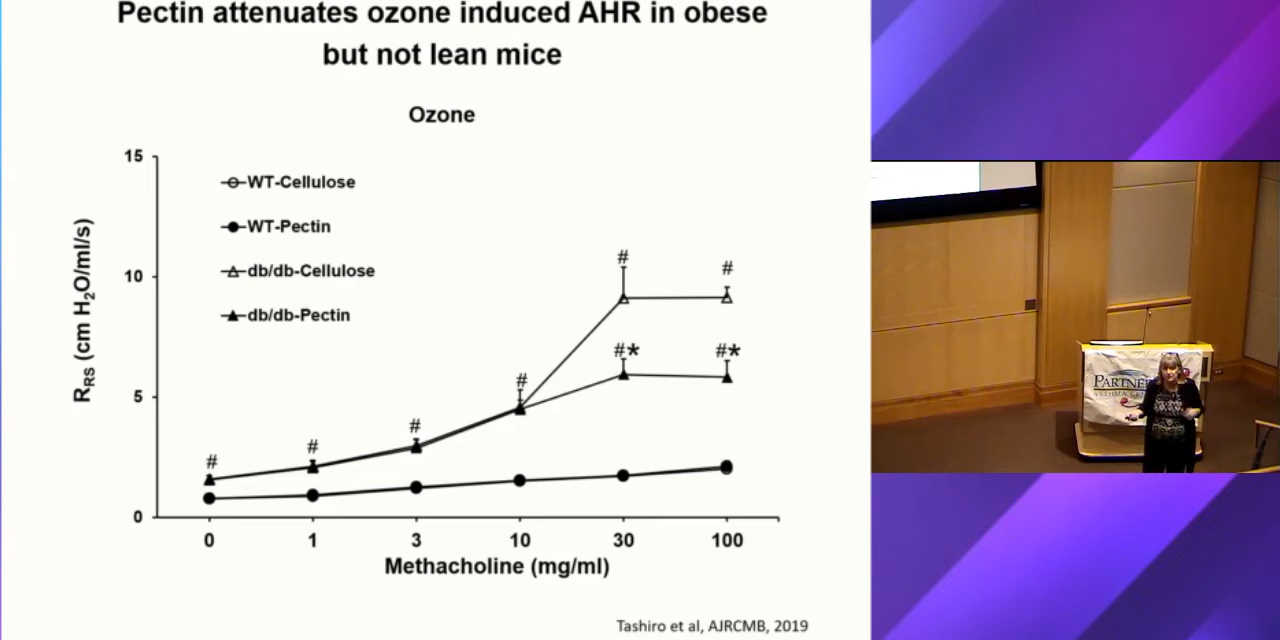 Pectin attenuates ozone induced AHR in obese
but not lean mice
Ozone
15
10
5
0
R_RS (cm H₂O/ml/s)
WT-Cellulose
WT-Pectin
db/db-Cellulose
db/db-Pectin
# # # # # #
#* #*
0 1 3 10 30 100
Methacholine (mg/ml)
Tashiro et al, AJRCMB, 2019
ASTHMA